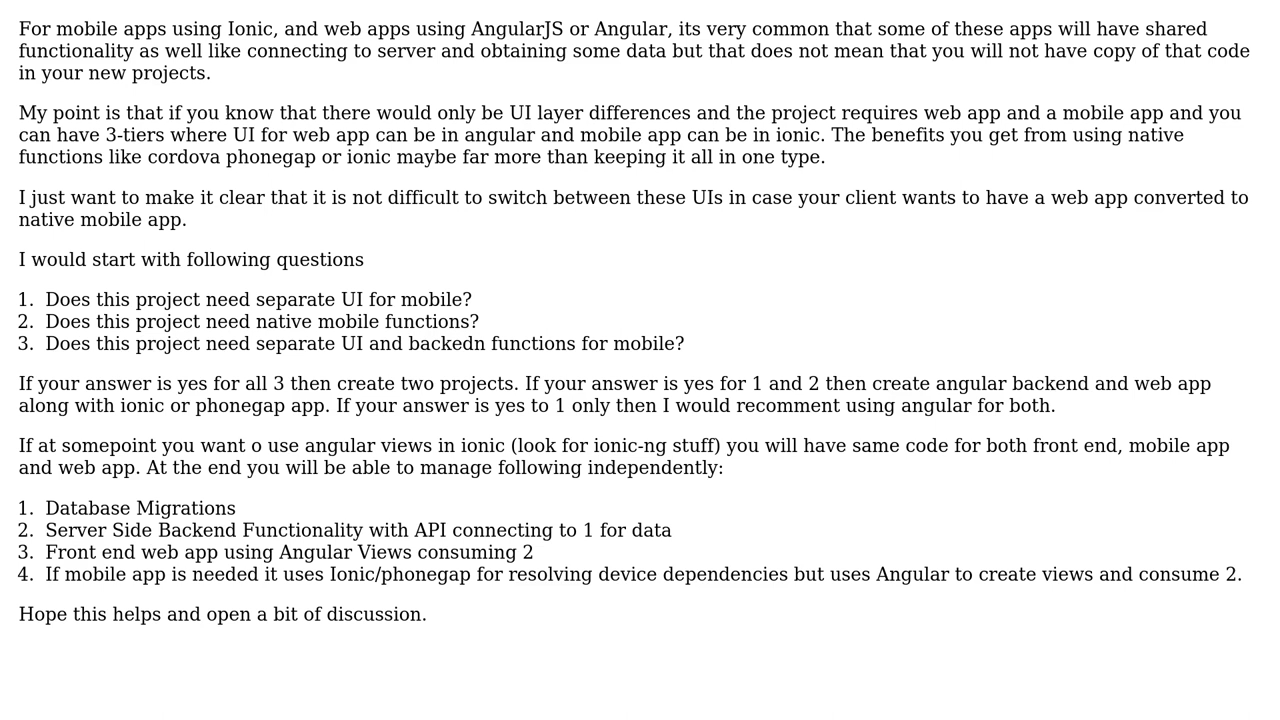 For mobile apps using Ionic, and web apps using AngularJS or Angular, its very common that some of these apps will have shared
functionality as well like connecting to server and obtaining some data but that does not mean that you will not have copy of that code
in your new projects.
My point is that if you know that there would only be UI layer differences and the project requires web app and a mobile app and you
can have 3-tiers where UI for web app can be in angular and mobile app can be in ionic. The benefits you get from using native
functions like cordova phonegap or ionic maybe far more than keeping it all in one type.
I just want to make it clear that it is not difficult to switch between these UIs in case your client wants to have a web app converted to
native mobile app.
I would start with following questions
1. Does this project need separate UI for mobile?
2. Does this project need native mobile functions?
3. Does this project need separate UI and backedn functions for mobile?
If your answer is yes for all 3 then create two projects. If your answer is yes for 1 and 2 then create angular backend and web app
along with ionic or phonegap app. If your answer is yes to 1 only then I would recomment using angular for both.
If at somepoint you want o use angular views in ionic (look for ionic-ng stuff) you will have same code for both front end, mobile app
and web app. At the end you will be able to manage following independently:
1. Database Migrations
2. Server Side Backend Functionality with API connecting to 1 for data
3. Front end web app using Angular Views consuming 2
4. If mobile app is needed it uses Ionic/phonegap for resolving device dependencies but uses Angular to create views and consume 2.
Hope this helps and open a bit of discussion.